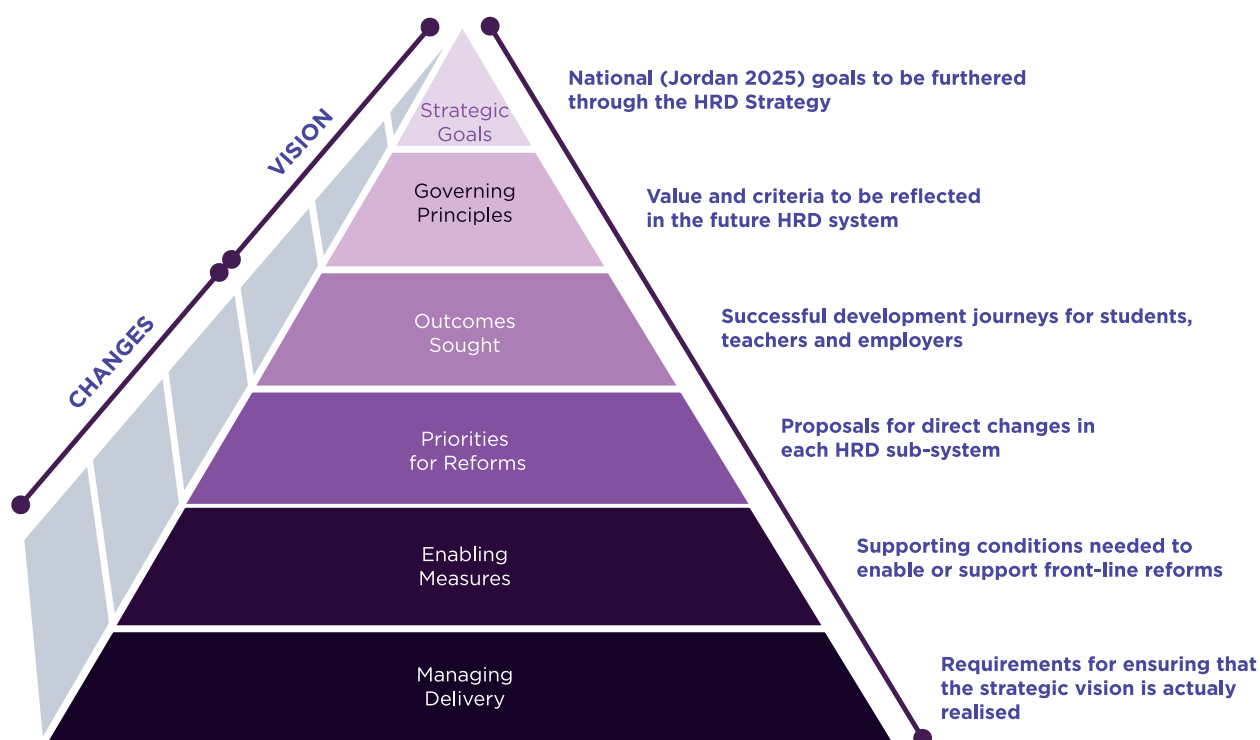 VISION
CHANGES
Strategic
Goals
National (Jordan 2025) goals to be furthered
through the HRD Strategy
Governing
Principles
Value and criteria to be reflected
in the future HRD system
Outcomes
Sought
Successful development journeys for students,
teachers and employers
Priorities
for Reforms
Proposals for direct changes in
each HRD sub-system
Enabling
Measures
Supporting conditions needed to
enable or support front-line reforms
Managing
Delivery
Requirements for ensuring that
the strategic vision is actualy
realised